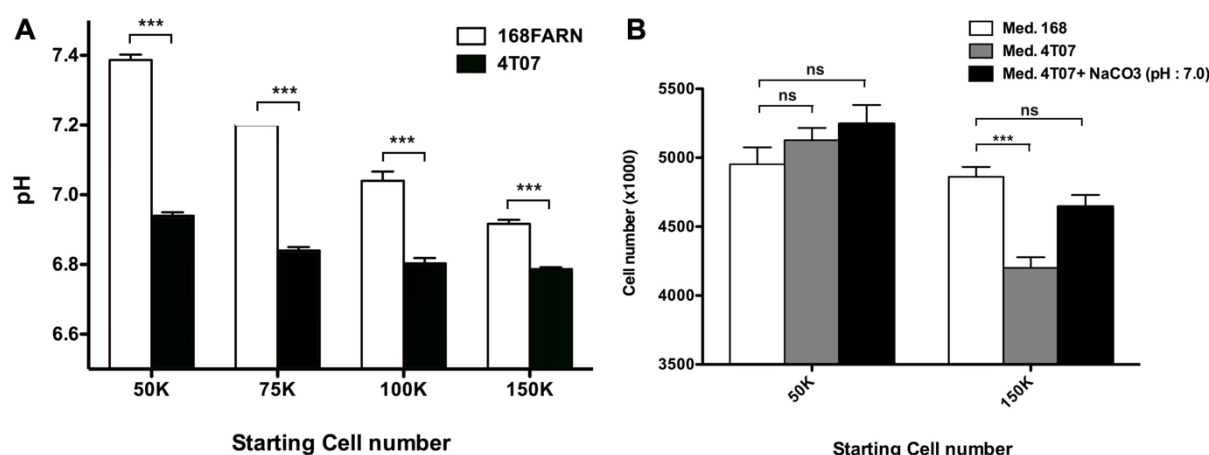 A
168FARN
4T07
***
***
***
***
7.4
7.2
7.0
6.8
6.6
pH
50K
75K
100K
150K
Starting Cell number
B
Med. 168
Med. 4T07
Med. 4T07+ NaCO3 (pH : 7.0)
ns
ns
ns
***
5500
5000
4500
4000
3500
Cell number (x1000)
50K
150K
Starting Cell number